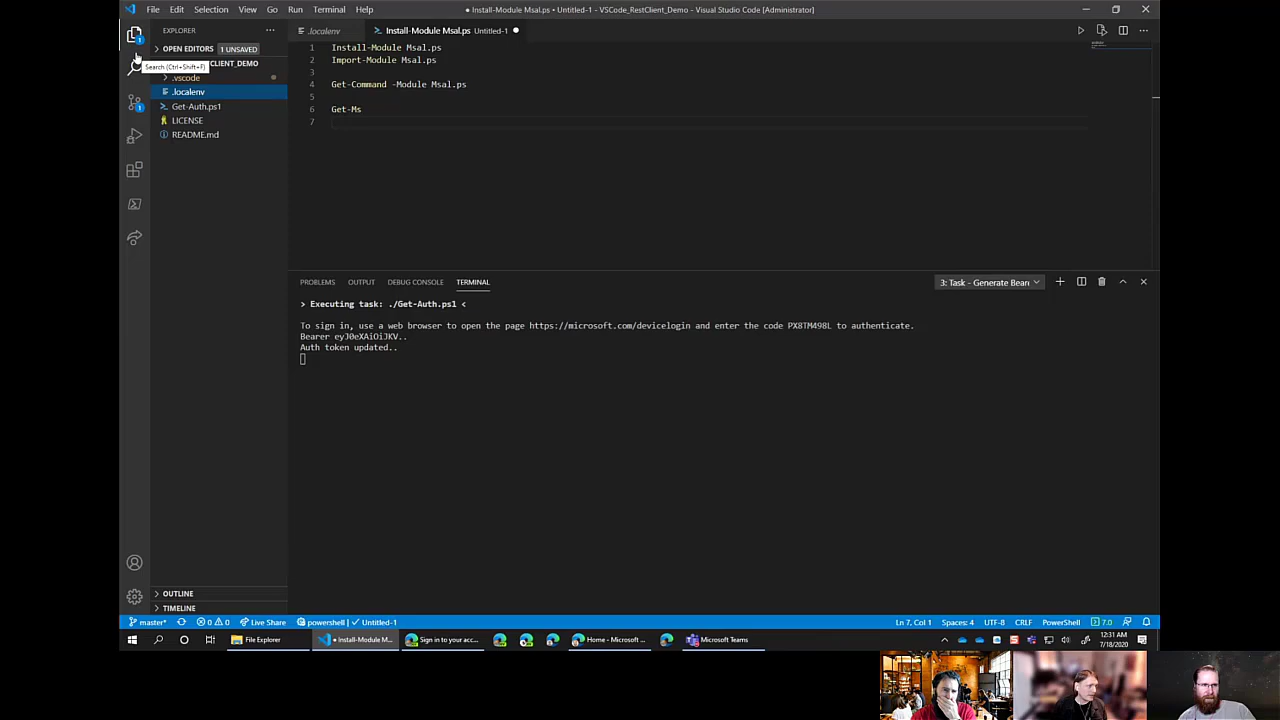 File Edit Selection View Go Run Terminal Help
● Install-Module Msal.ps ● Untitled-1 - VSCode_RestClient_Demo - Visual Studio Code [Administrator]
EXPLORER
.localenv
Install-Module Msal.ps Untitled-1
OPEN EDITORS 1 UNSAVED
CLIENT_DEMO
Search (Ctrl+Shift+F)
.vscode
.localenv
Get-Auth.ps1
LICENSE
README.md
1 Install-Module Msal.ps
2 Import-Module Msal.ps
3
4 Get-Command -Module Msal.ps
5
6 Get-Ms
7
PROBLEMS OUTPUT DEBUG CONSOLE TERMINAL
3: Task - Generate Bear
> Executing task: ./Get-Auth.ps1 <
To sign in, use a web browser to open the page https://microsoft.com/devicelogin and enter the code PX8TM498L to authenticate.
Bearer eyJ0eXAiOiJKV..
Auth token updated..
OUTLINE
TIMELINE
master* 0 0 Live Share powershell Untitled-1
Ln 7, Col 1 Spaces: 4 UTF-8 CRLF PowerShell 7.0
File Explorer
● Install-Module M...
Sign in to your acc...
Home - Microsoft ...
Microsoft Teams
12:31 AM
7/18/2020